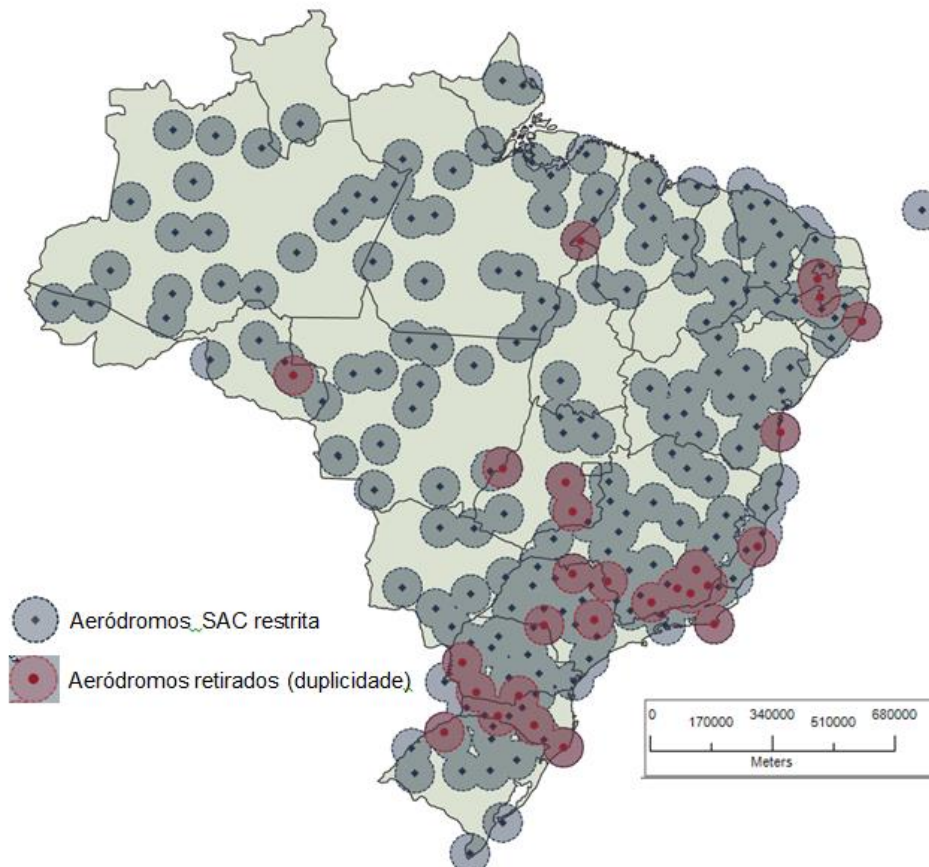 Aeródromos SAC restrita
Aeródromos retirados (duplicidade)
0 170000 340000 510000 680000
Meters